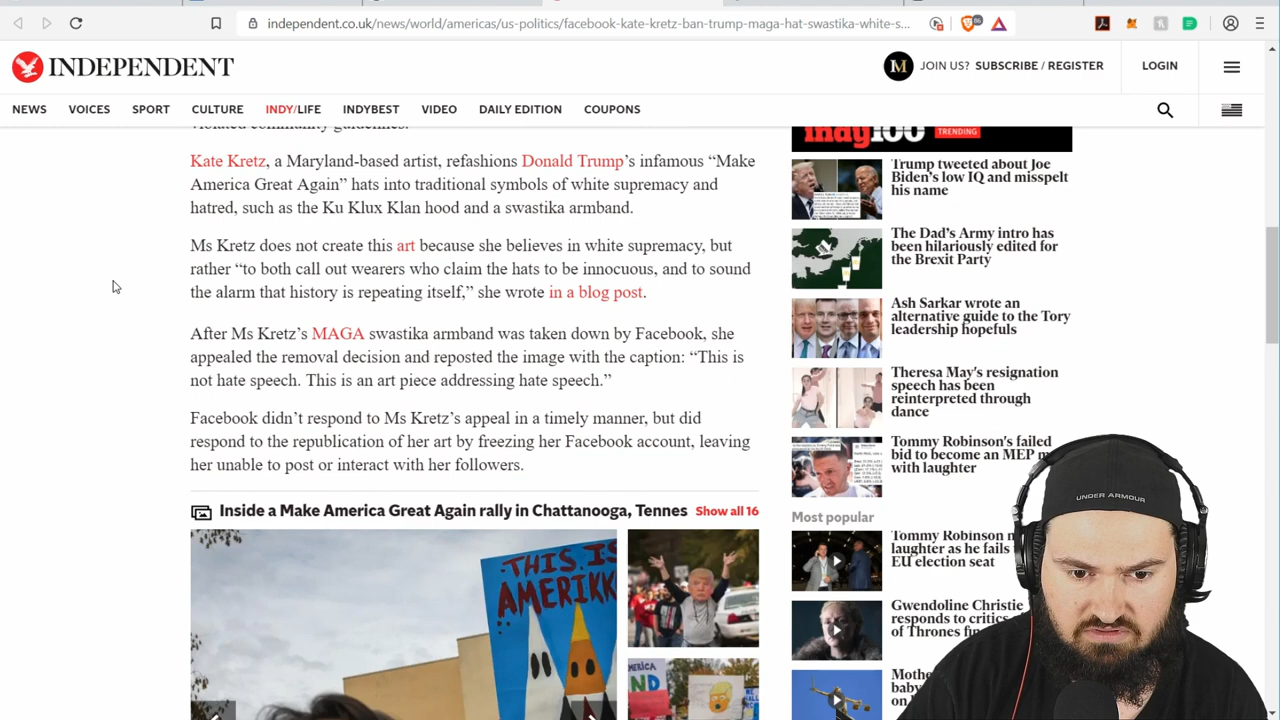 independent.co.uk/news/world/americas/us-politics/facebook-kate-kretz-ban-trump-maga-hat-swastika-white-s...
86
INDEPENDENT
M
JOIN US? SUBSCRIBE / REGISTER
LOGIN
NEWS VOICES SPORT CULTURE INDY/LIFE INDYBEST VIDEO DAILY EDITION COUPONS
violated community guidelines.
Kate Kretz, a Maryland-based artist, refashions Donald Trump’s infamous “Make
America Great Again” hats into traditional symbols of white supremacy and
hatred, such as the Ku Klux Klan hood and a swastika armband.
Ms Kretz does not create this art because she believes in white supremacy, but
rather “to both call out wearers who claim the hats to be innocuous, and to sound
the alarm that history is repeating itself,” she wrote in a blog post.
After Ms Kretz’s MAGA swastika armband was taken down by Facebook, she
appealed the removal decision and reposted the image with the caption: “This is
not hate speech. This is an art piece addressing hate speech.”
Facebook didn’t respond to Ms Kretz’s appeal in a timely manner, but did
respond to the republication of her art by freezing her Facebook account, leaving
her unable to post or interact with her followers.
Inside a Make America Great Again rally in Chattanooga, Tennes
Show all 16
THIS IS
AMERIKK
indy100
TRENDING
Trump tweeted about Joe
Biden's low IQ and misspelt
his name
The Dad's Army intro has
been hilariously edited for
the Brexit Party
Ash Sarkar wrote an
alternative guide to the Tory
leadership hopefuls
Theresa May's resignation
speech has been
reinterpreted through
dance
Tommy Robinson's failed
bid to become an MEP m
with laughter
Most popular
Tommy Robinson
laughter as he fails
EU election seat
Gwendoline Christie
responds to critics
of Thrones fin
Moth
baby
on
UNDER ARMOUR